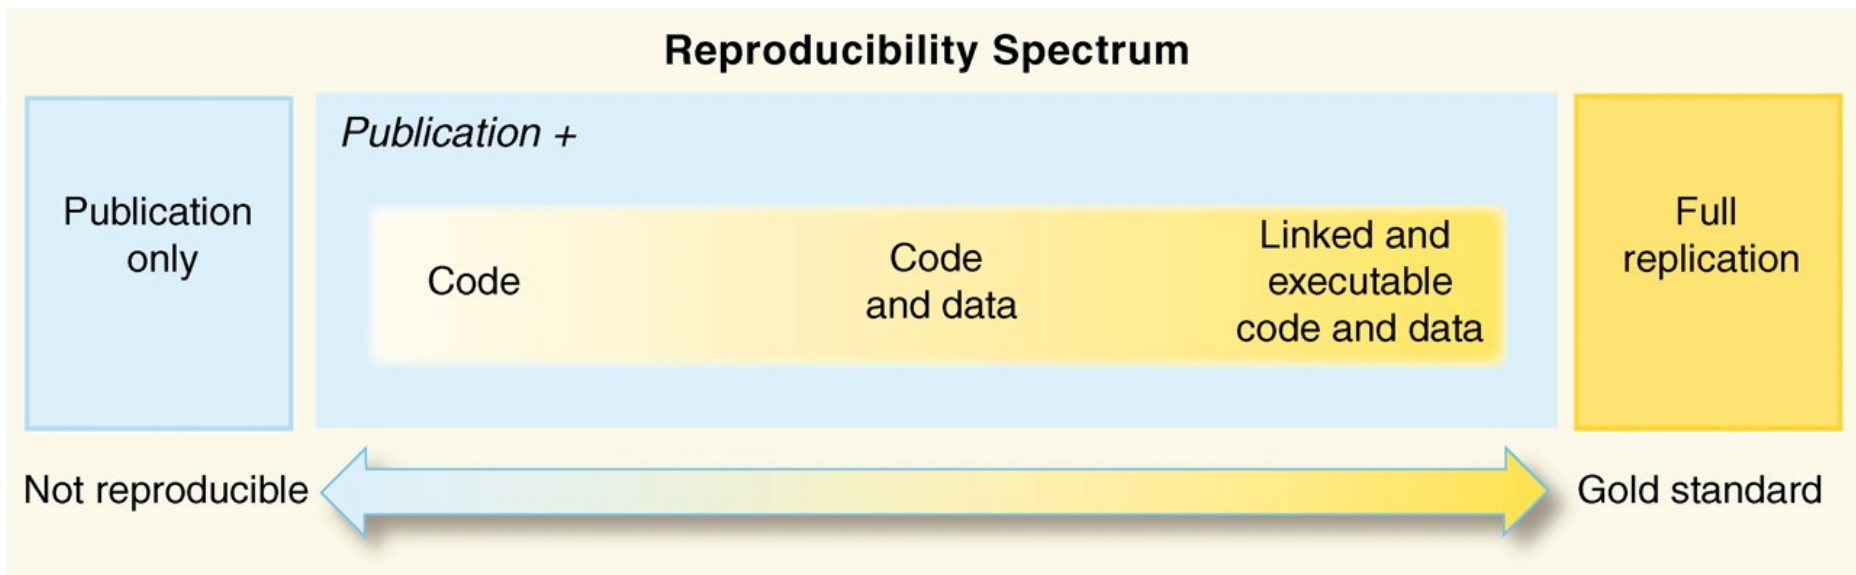 Reproducibility Spectrum
Publication
only
Publication +
Code
Code
and data
Linked and
executable
code and data
Full
replication
Not reproducible
Gold standard